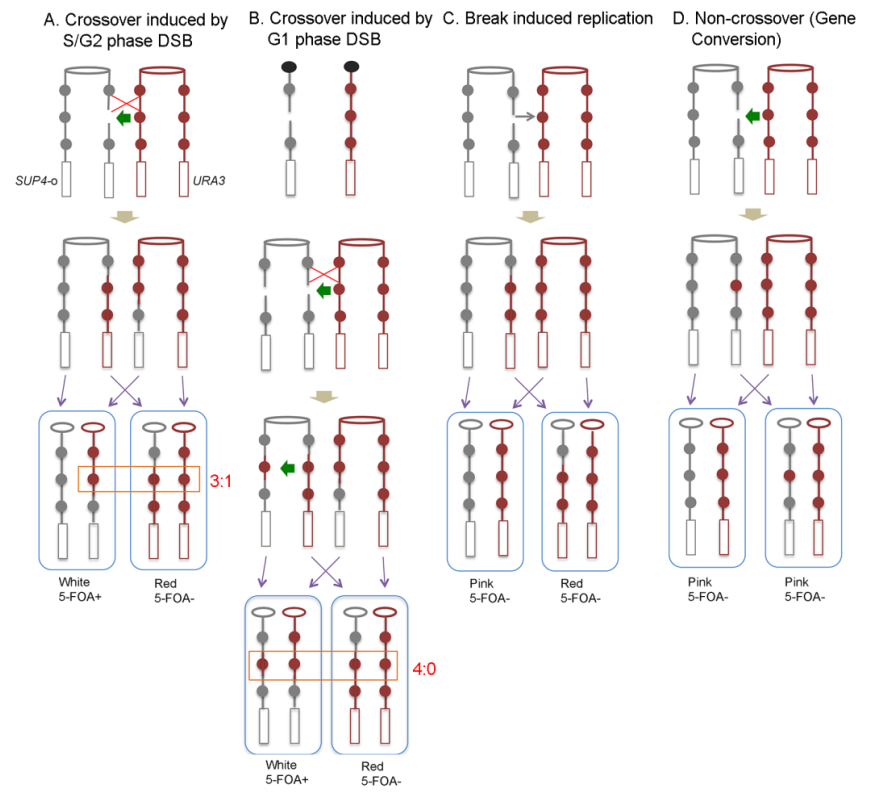 A. Crossover induced by
S/G2 phase DSB
B. Crossover induced by
G1 phase DSB
C. Break induced replication
D. Non-crossover (Gene
Conversion)
SUP4-o
URA3
3:1
White
5-FOA+
Red
5-FOA-
4:0
White
5-FOA+
Red
5-FOA-
Pink
5-FOA-
Red
5-FOA-
Pink
5-FOA-
Pink
5-FOA-